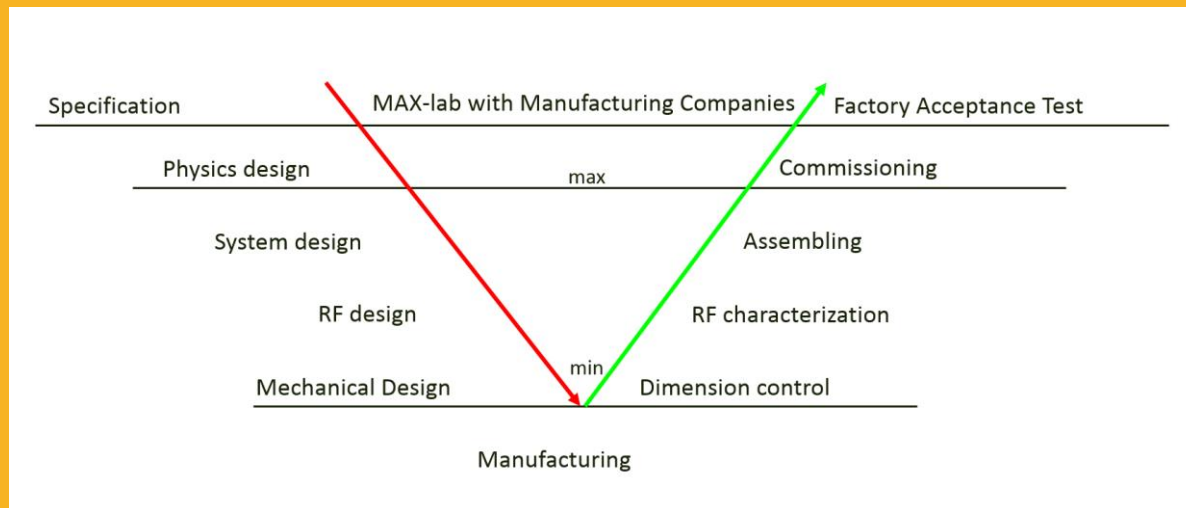 Specification
MAX-lab with Manufacturing Companies
Factory Acceptance Test
Physics design
max
Commissioning
System design
Assembling
RF design
RF characterization
min
Mechanical Design
Dimension control
Manufacturing